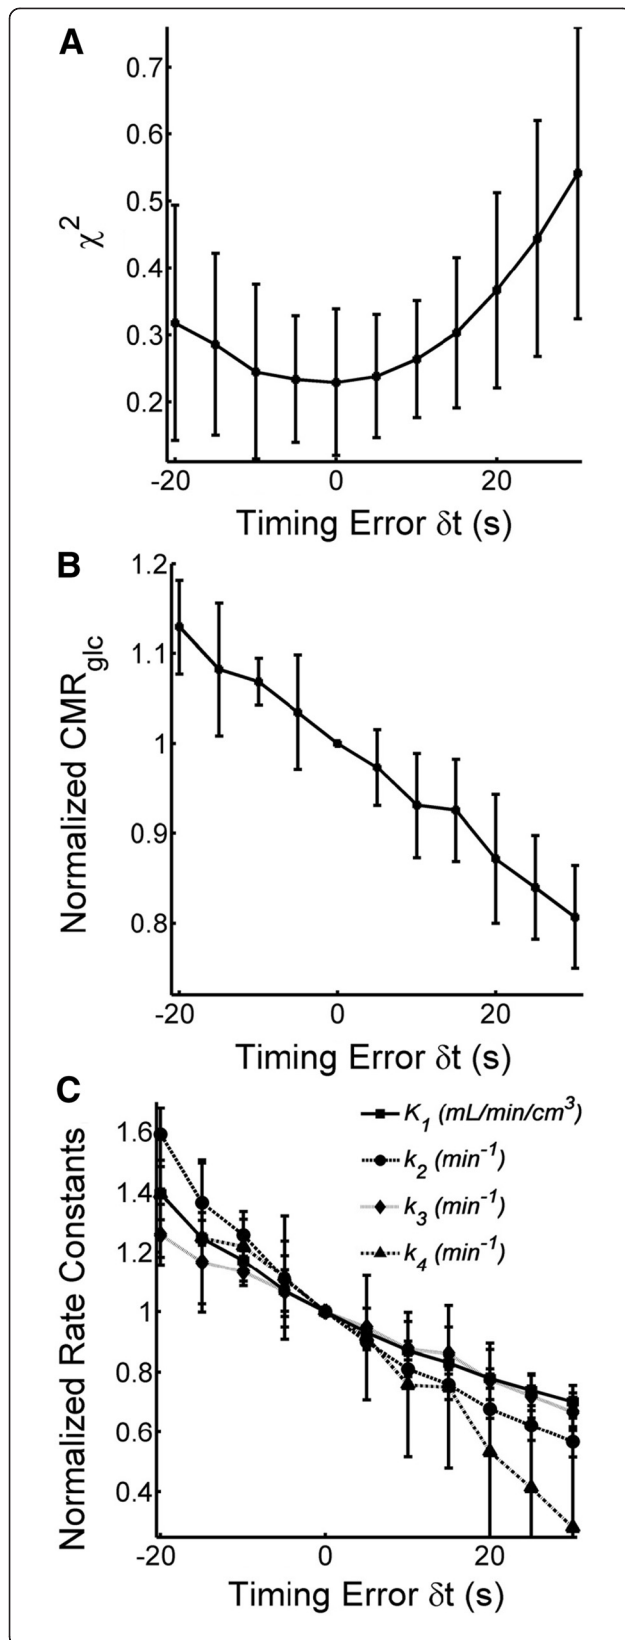 A
0.7
0.6
0.5
0.4
0.3
0.2
χ2
-20 0 20
Timing Error δt (s)
B
1.2
1.1
1
0.9
0.8
Normalized CMRglc
-20 0 20
Timing Error δt (s)
C
1.6
1.4
1.2
1
0.8
0.6
0.4
Normalized Rate Constants
K1 (mL/min/cm3)
k2 (min-1)
k3 (min-1)
k4 (min-1)
-20 0 20
Timing Error δt (s)